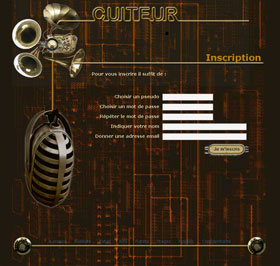 GUITEUR
Inscription
Pour vous inscrire il suffit de :
Choisir un pseudo
Choisir un mot de passe
Répéter le mot de passe
Indiquer votre nom
Donner une adresse email
Je m'inscris